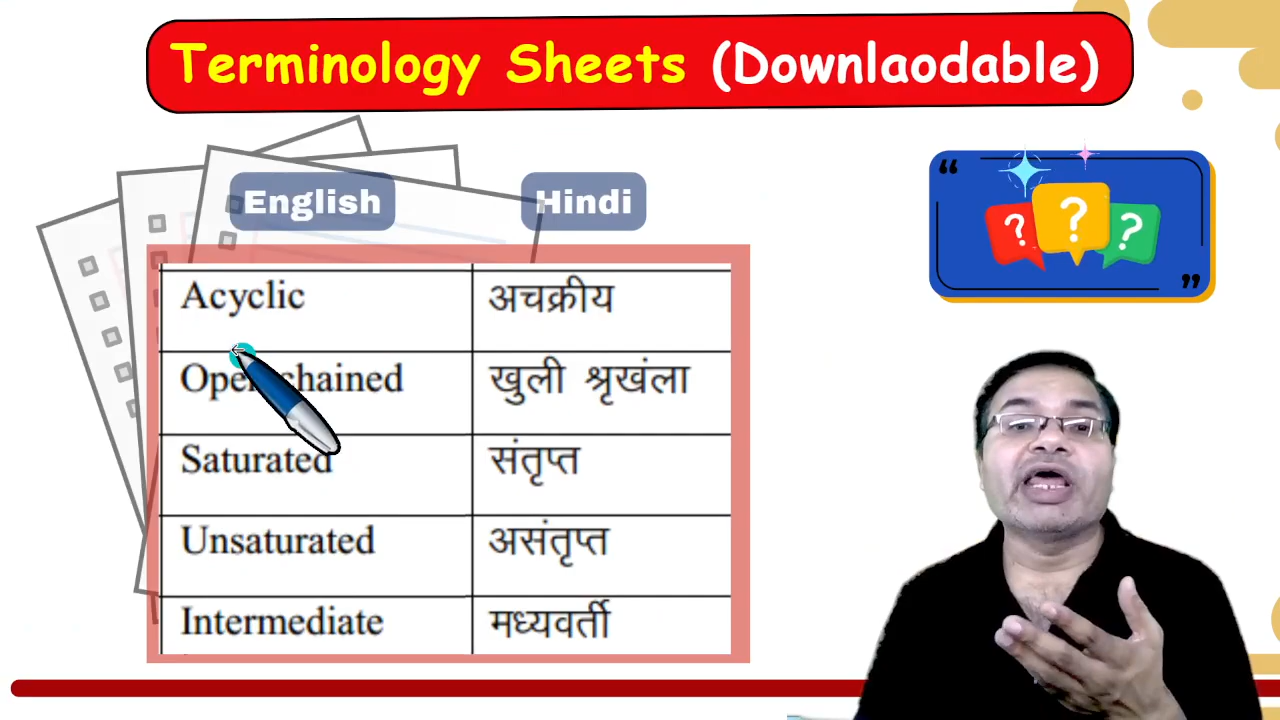 Terminology Sheets (Downlaodable)
English Hindi
Acyclic अचक्रीय
Open chained खुली श्रृखंला
Saturated संतृप्त
Unsaturated असंतृप्त
Intermediate मध्यवर्ती
“
? ? ?
”